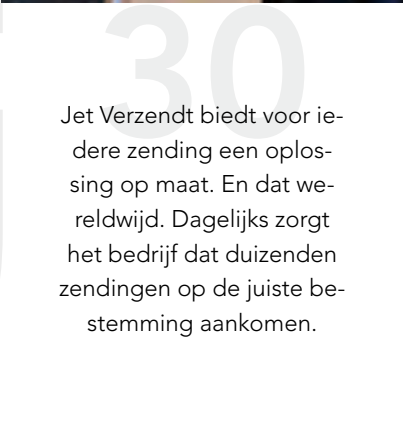 30
Jet Verzendt biedt voor ie-
dere zending een oplos-
sing op maat. En dat we-
reldwijd. Dagelijks zorgt
het bedrijf dat duizenden
zendingen op de juiste be-
stemming aankomen.